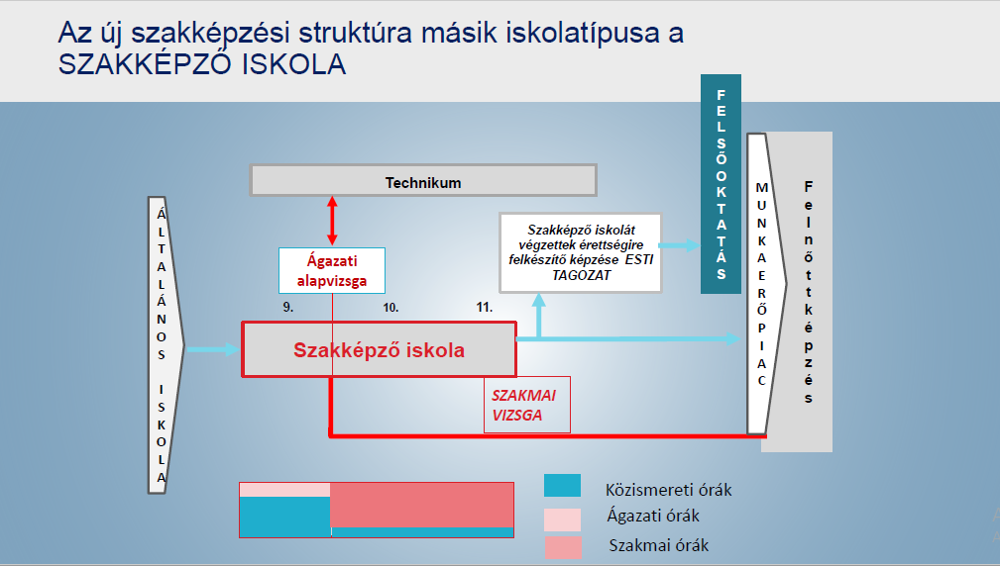 Az új szakképzési struktúra másik iskolatípusa a
SZAKKÉPZŐ ISKOLA
FELSŐOKTATÁS
Technikum
ÁLTALÁNOS ISKOLA
MUNKAERŐPIAC
Felnőttképzés
Szakképző iskolát
végzettek érettségire
felkészítő képzése ESTI
TAGOZAT
Ágazati
alapvizsga
9. 10. 11.
Szakképző iskola
SZAKMAI
VIZSGA
Közismereti órák
Ágazati órák
Szakmai órák